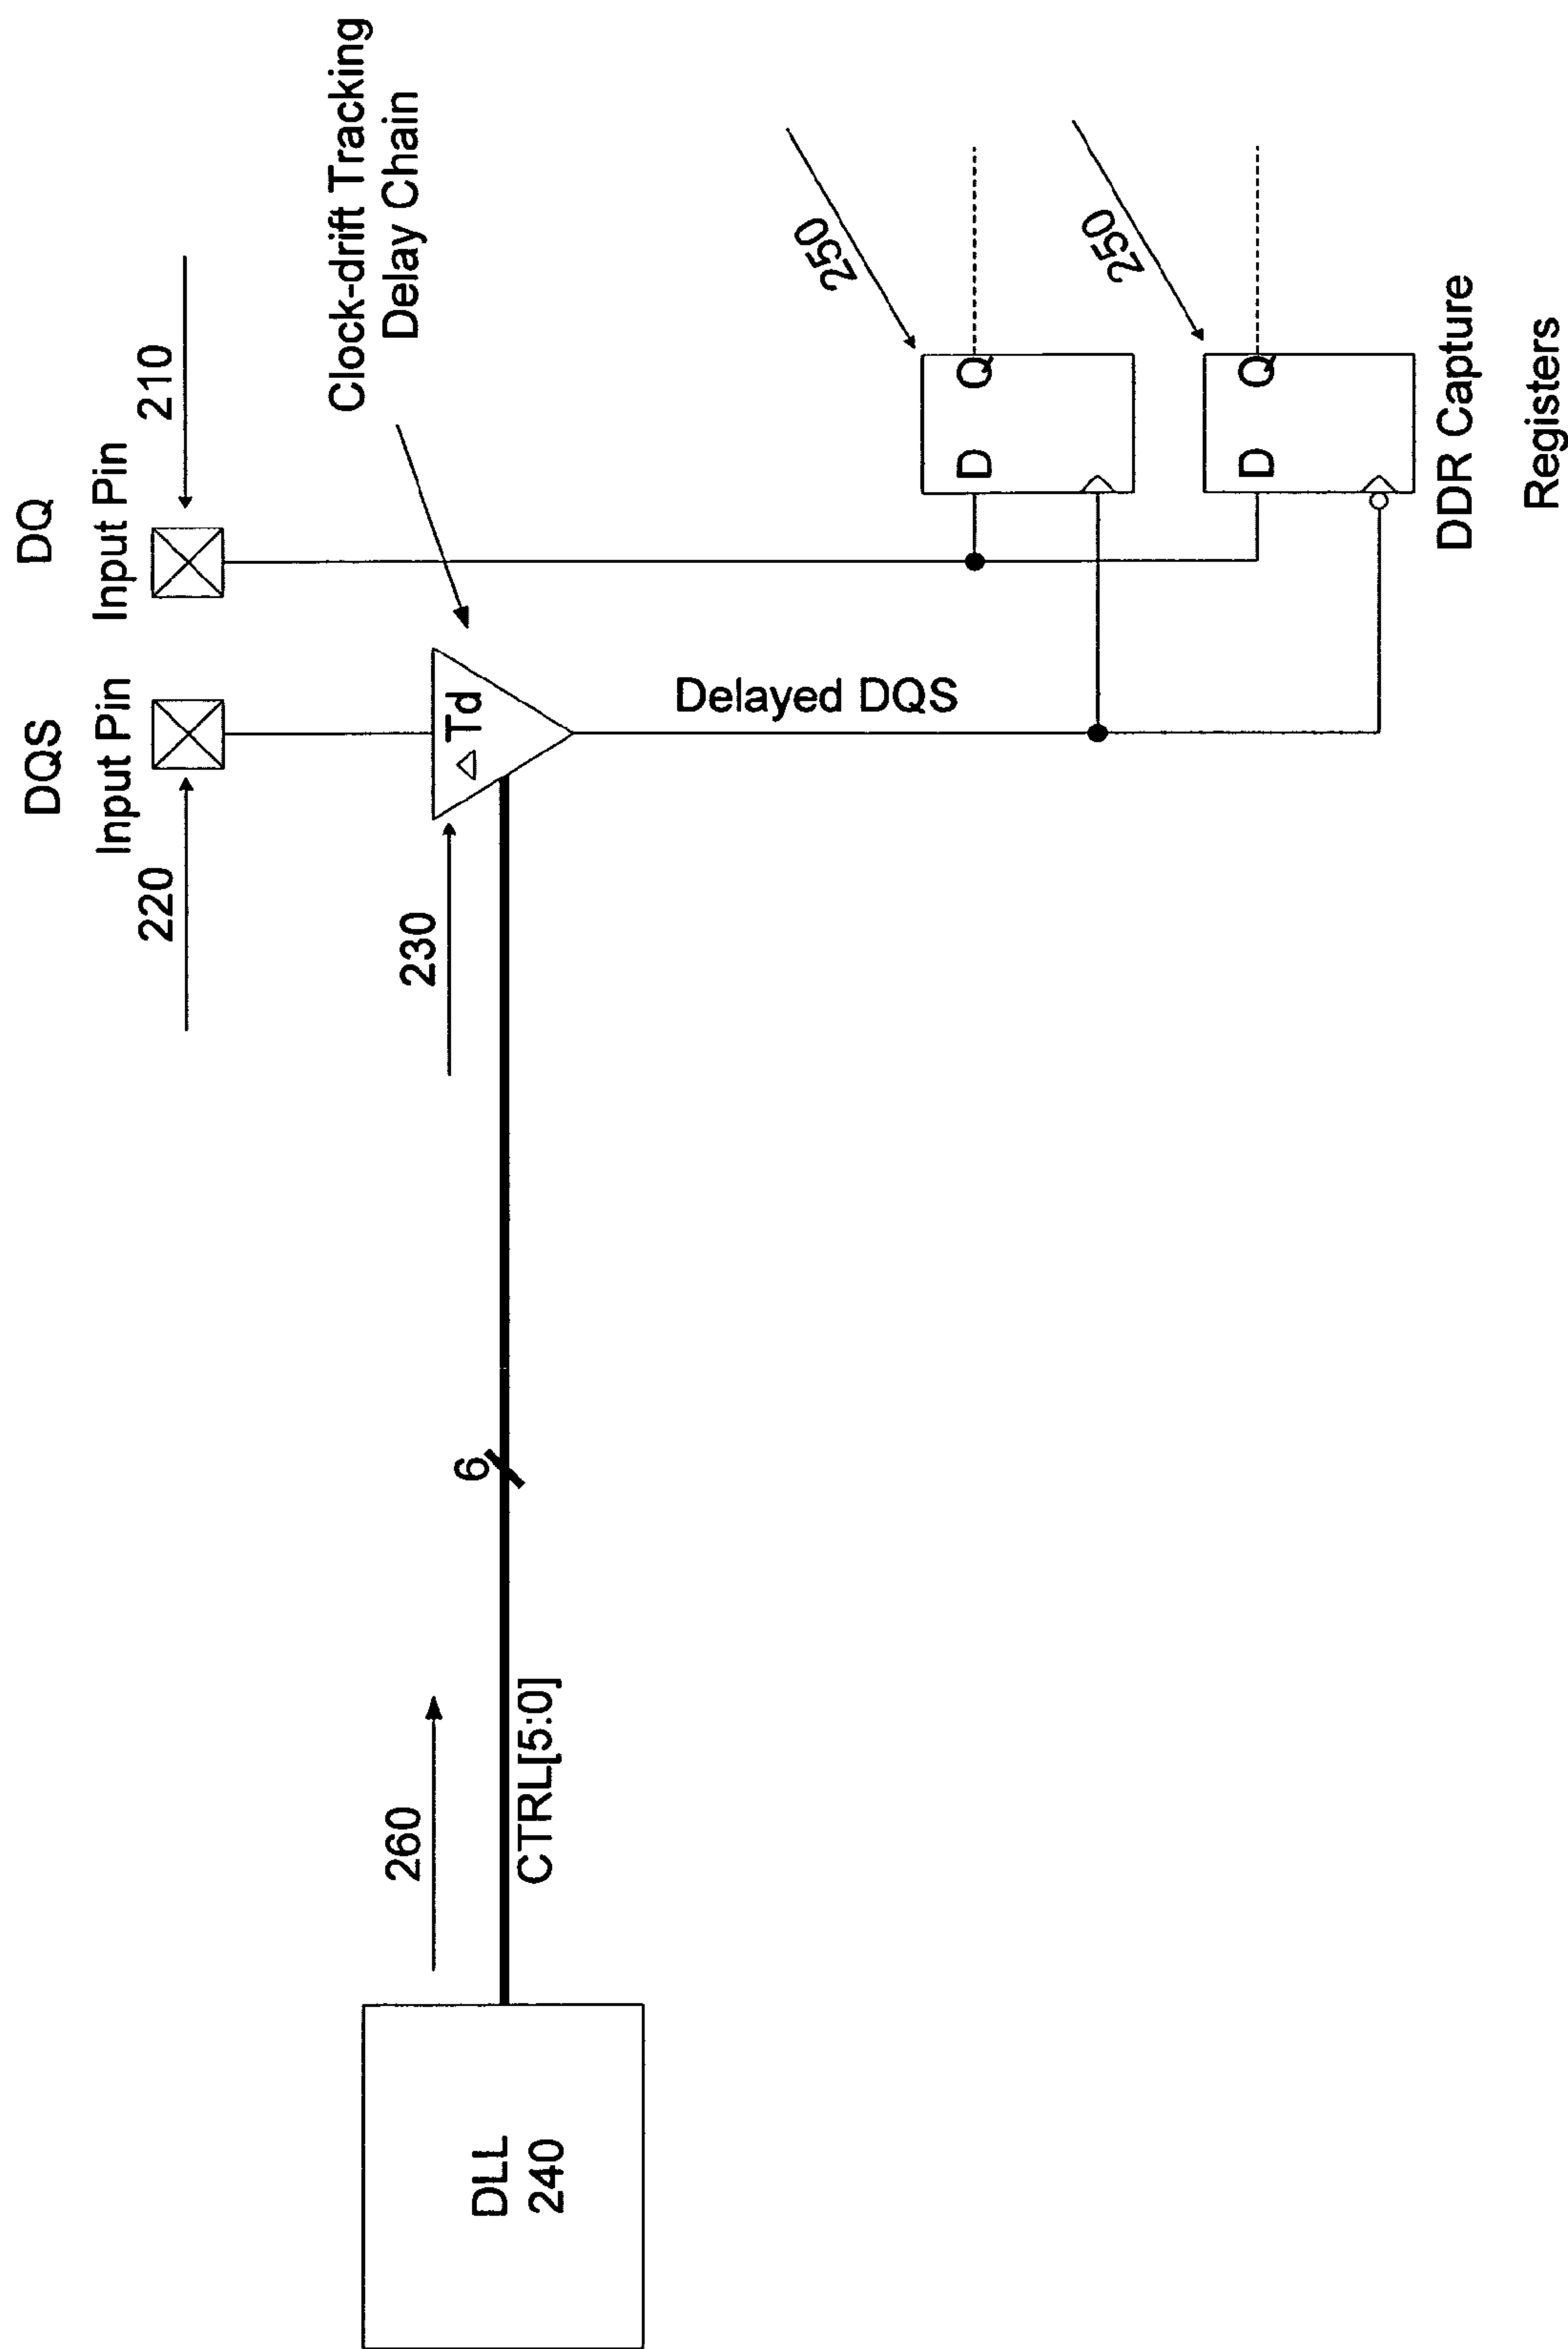 DQS
Input Pin
DQ
Input Pin
220
210
Clock-drift Tracking
Delay Chain
230
Td
260
CTRL[5:0]
6
DLL
240
Delayed DQS
250
D Q
250
D Q
DDR Capture
Registers